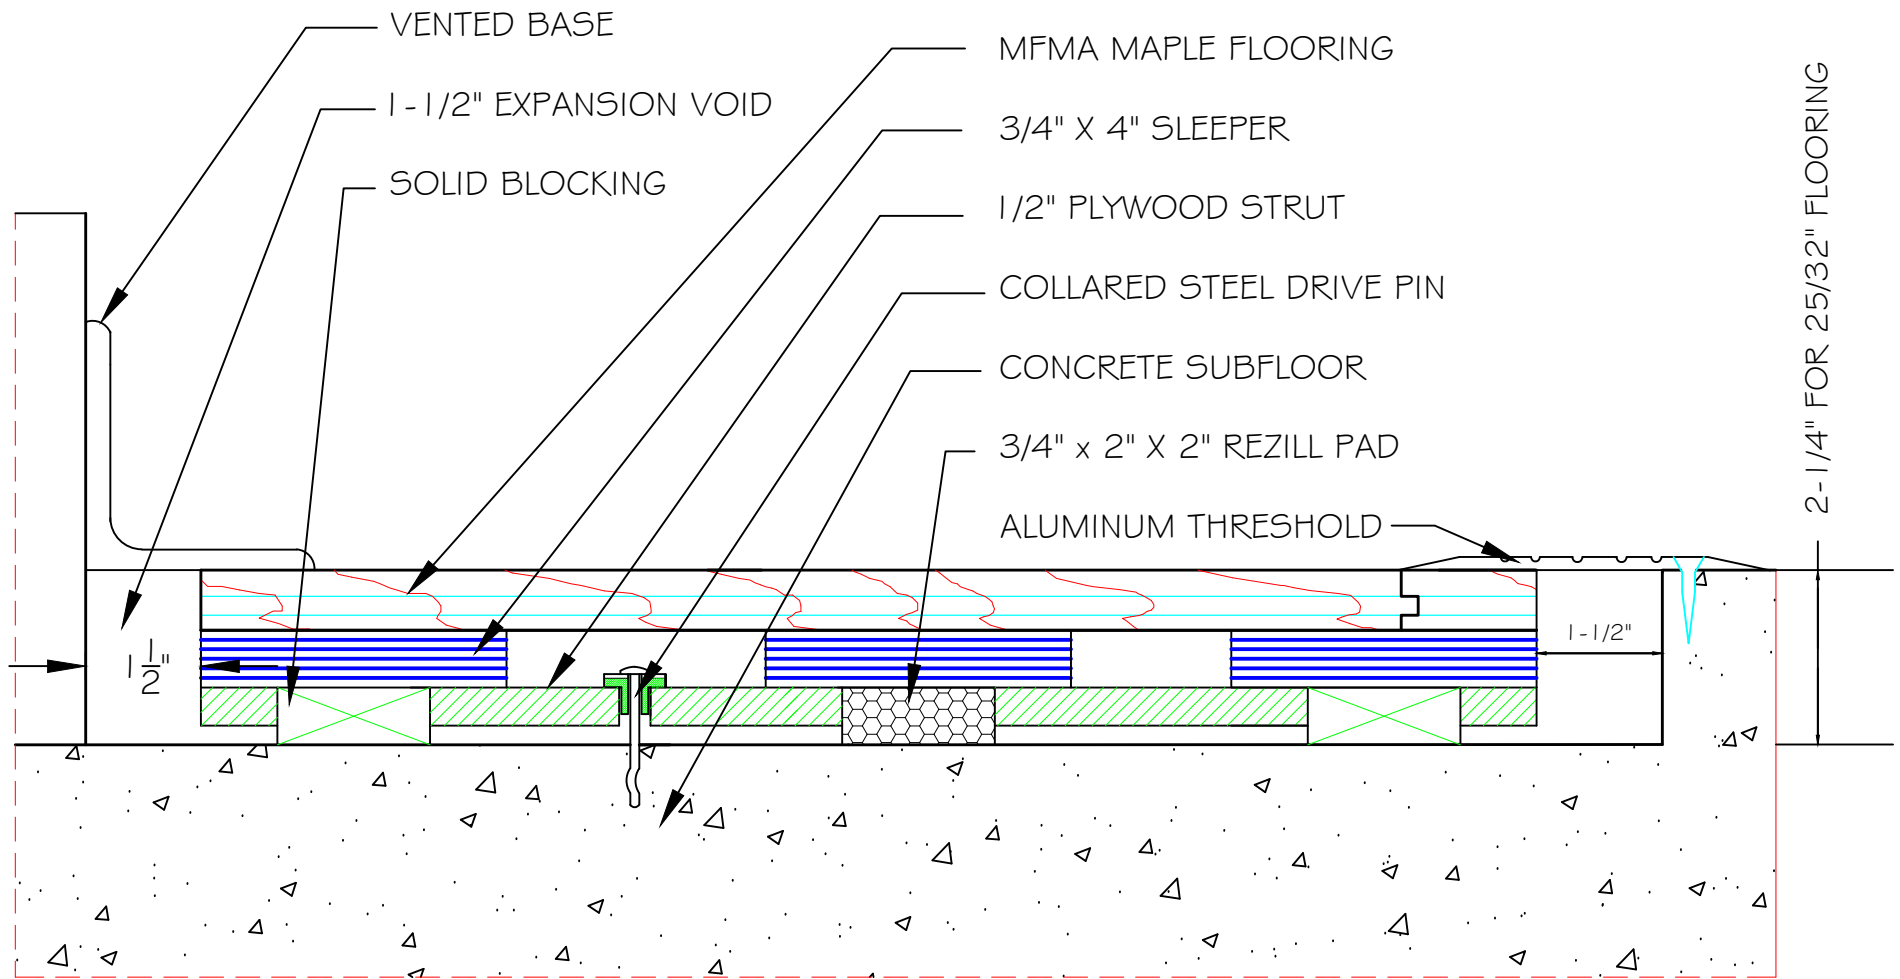 VENTED BASE
1-1/2" EXPANSION VOID
SOLID BLOCKING
MFMA MAPLE FLOORING
3/4" X 4" SLEEPER
1/2" PLYWOOD STRUT
COLLARED STEEL DRIVE PIN
CONCRETE SUBFLOOR
3/4" x 2" X 2" REZILL PAD
ALUMINUM THRESHOLD
2-1/4" FOR 25/32" FLOORING
1 1/2"
1-1/2"